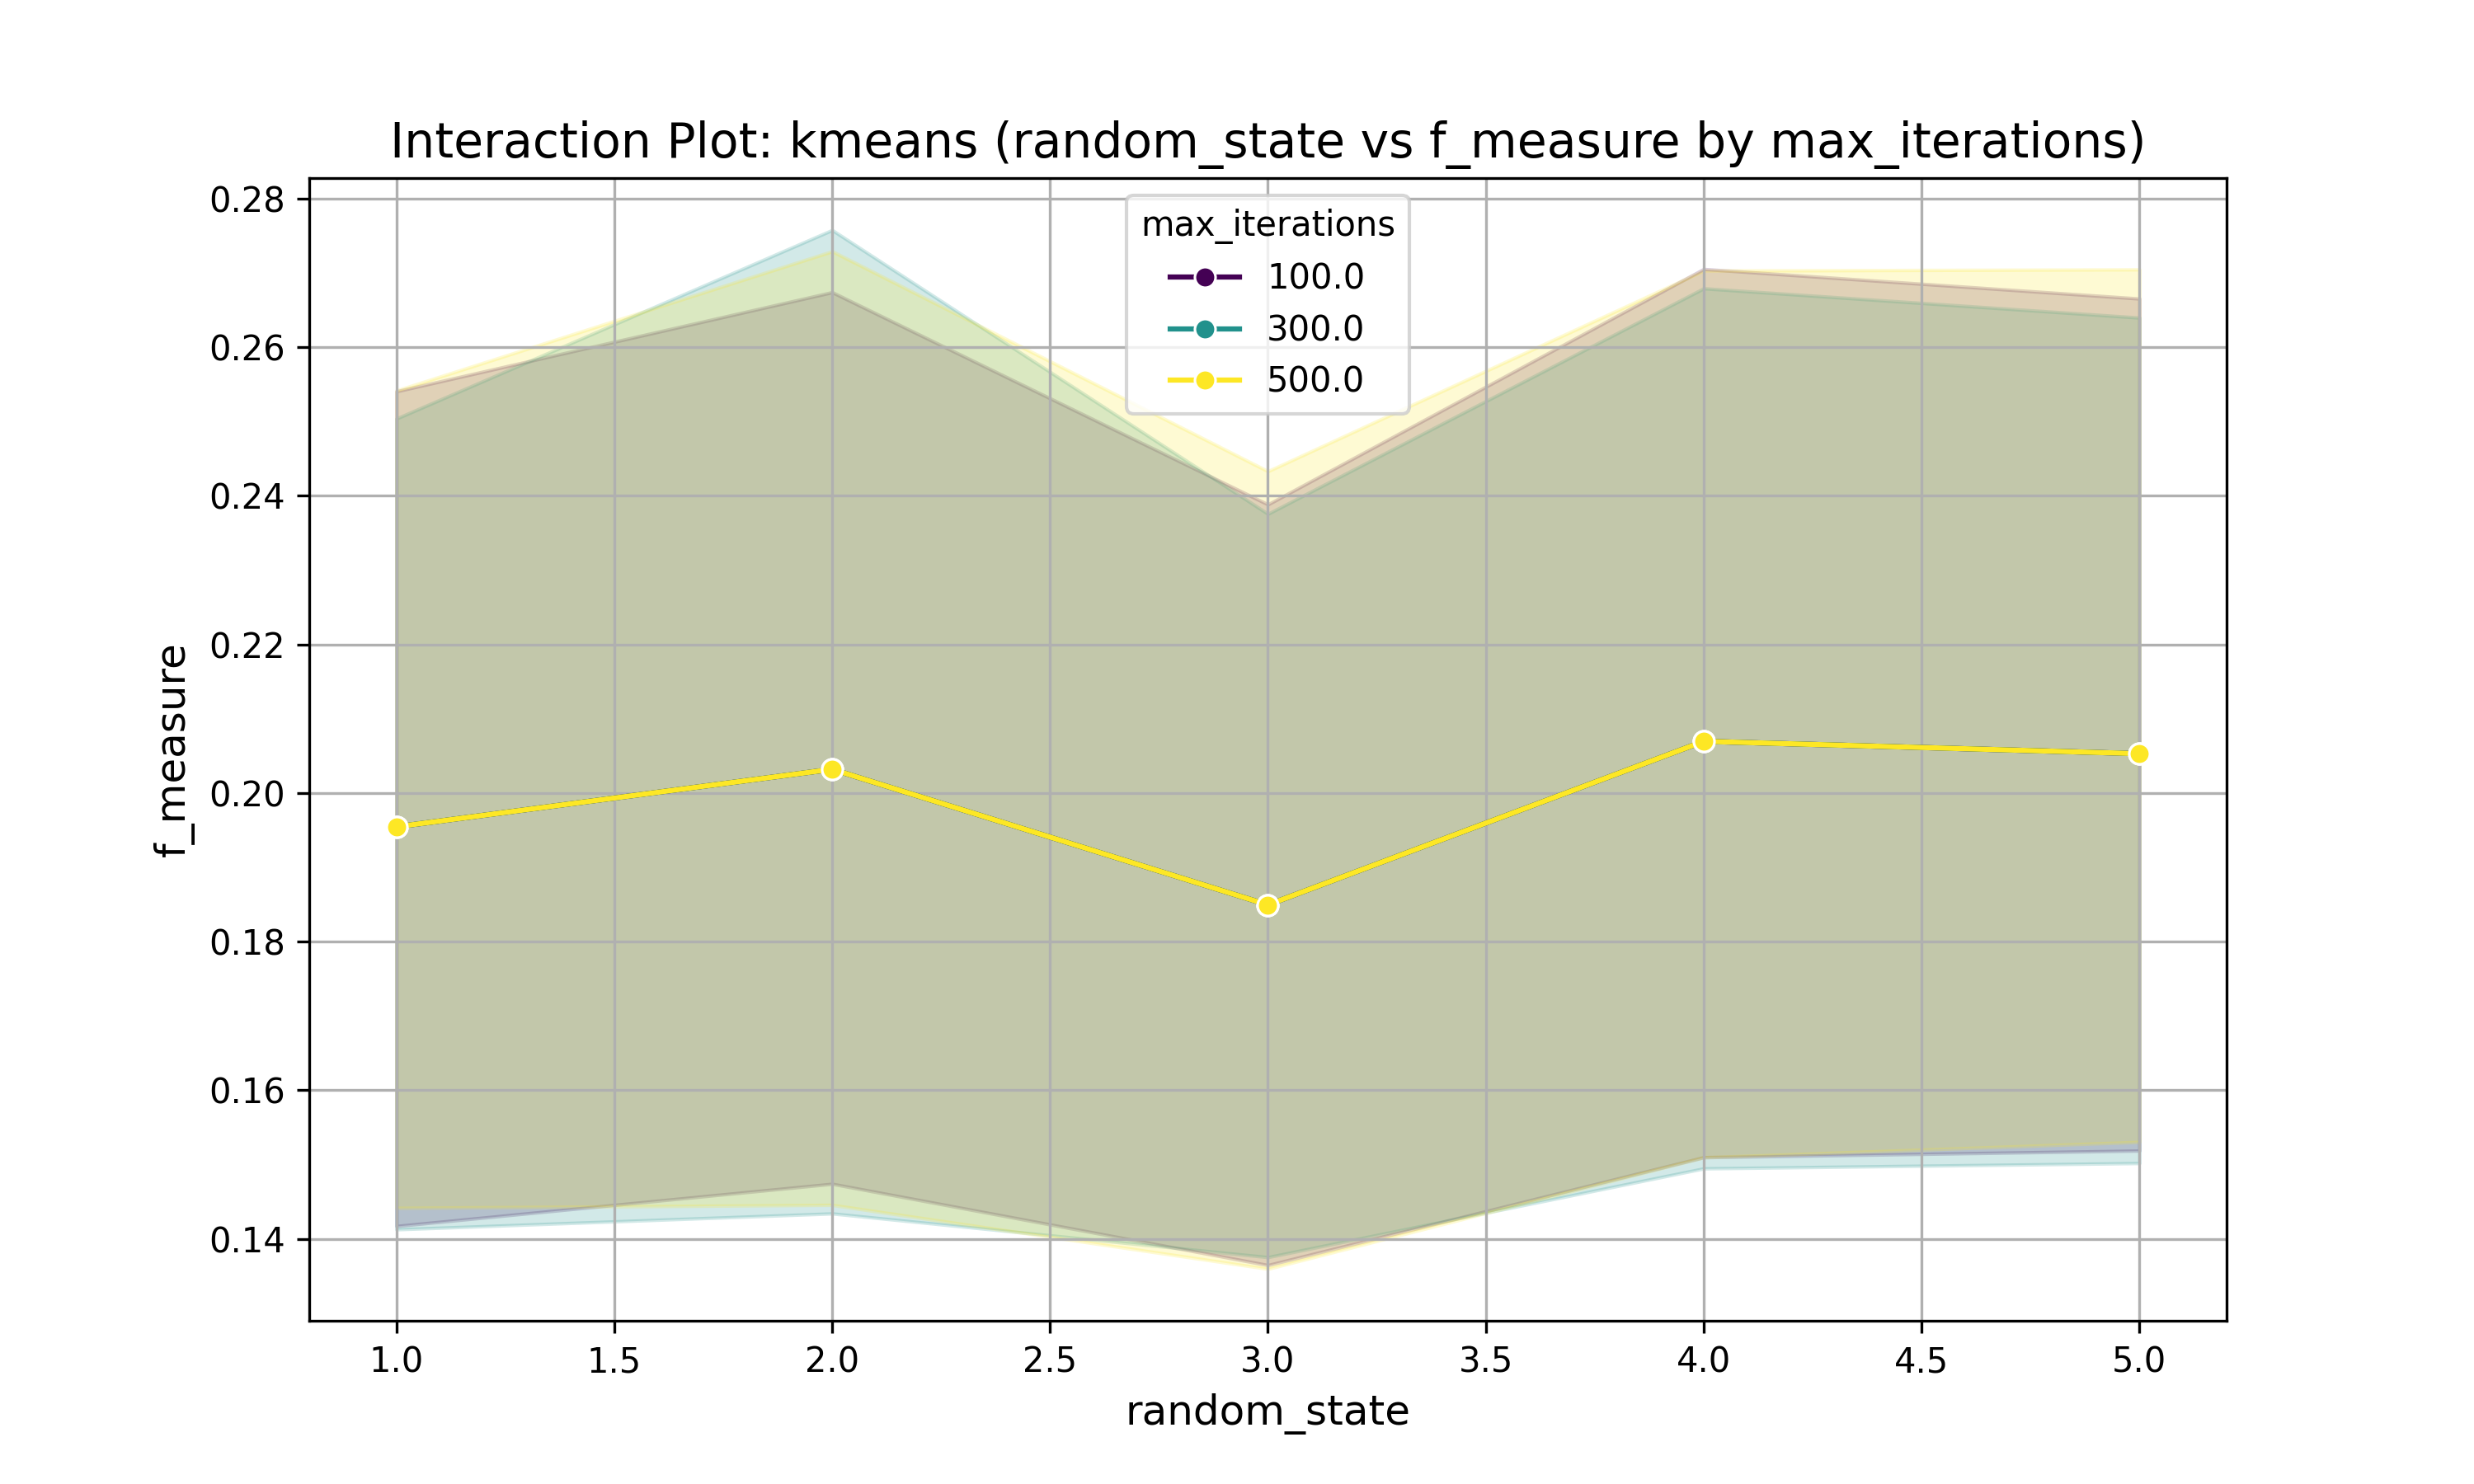 Interaction Plot: kmeans (random_state vs f_measure by max_iterations)
max_iterations
100.0
300.0
500.0
0.28
0.26
0.24
0.22
0.20
0.18
0.16
0.14
f_measure
1.0 1.5 2.0 2.5 3.0 3.5 4.0 4.5 5.0
random_state